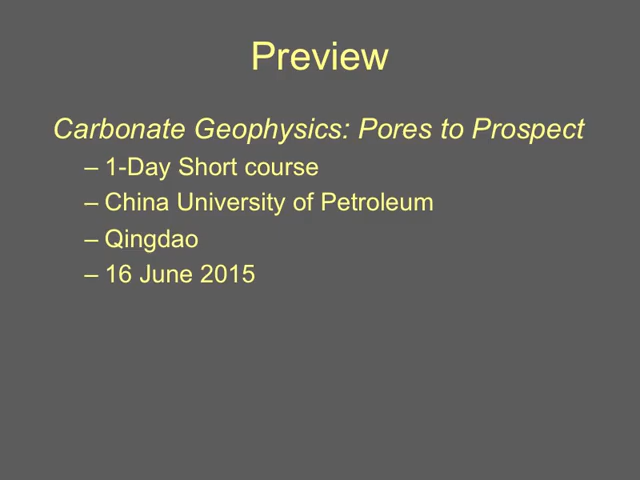 Preview
Carbonate Geophysics: Pores to Prospect
– 1-Day Short course
– China University of Petroleum
– Qingdao
– 16 June 2015